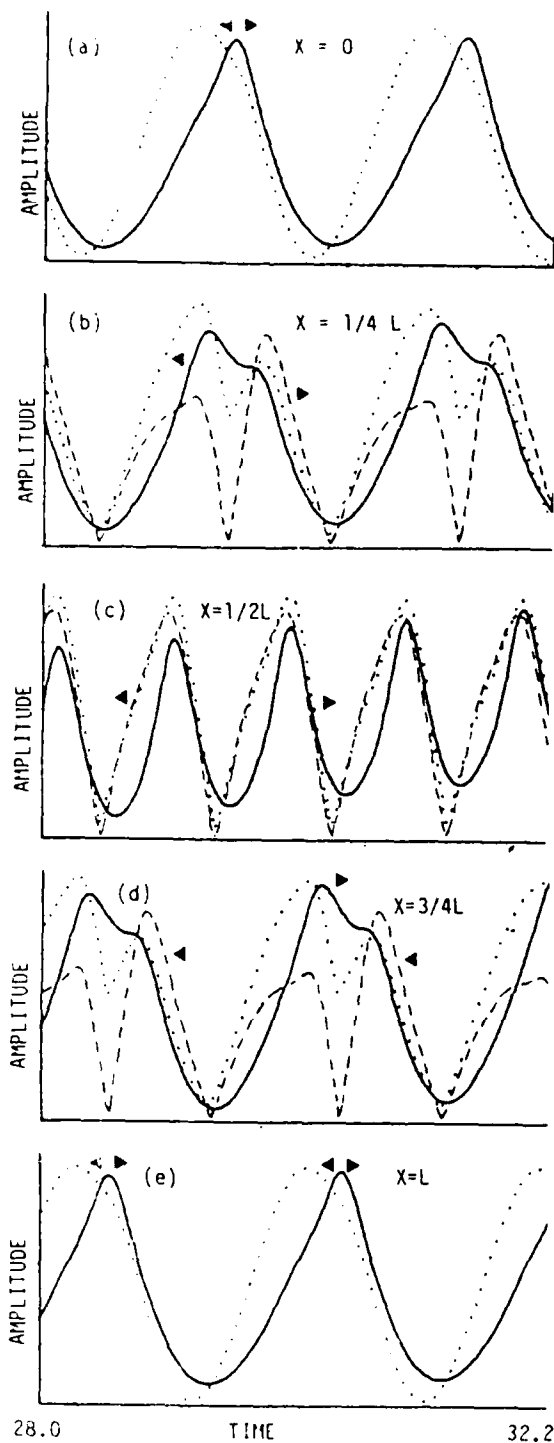 (a)
X = 0
AMPLITUDE
(b)
X = 1/4 L
AMPLITUDE
(c)
X=1/2L
AMPLITUDE
(d)
X=3/4L
AMPLITUDE
(e)
X=L
AMPLITUDE
28.0 TIME 32.2